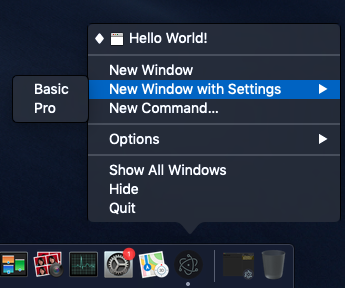 Hello World!
New Window
New Window with Settings
Basic
Pro
New Command...
Options
Show All Windows
Hide
Quit
1